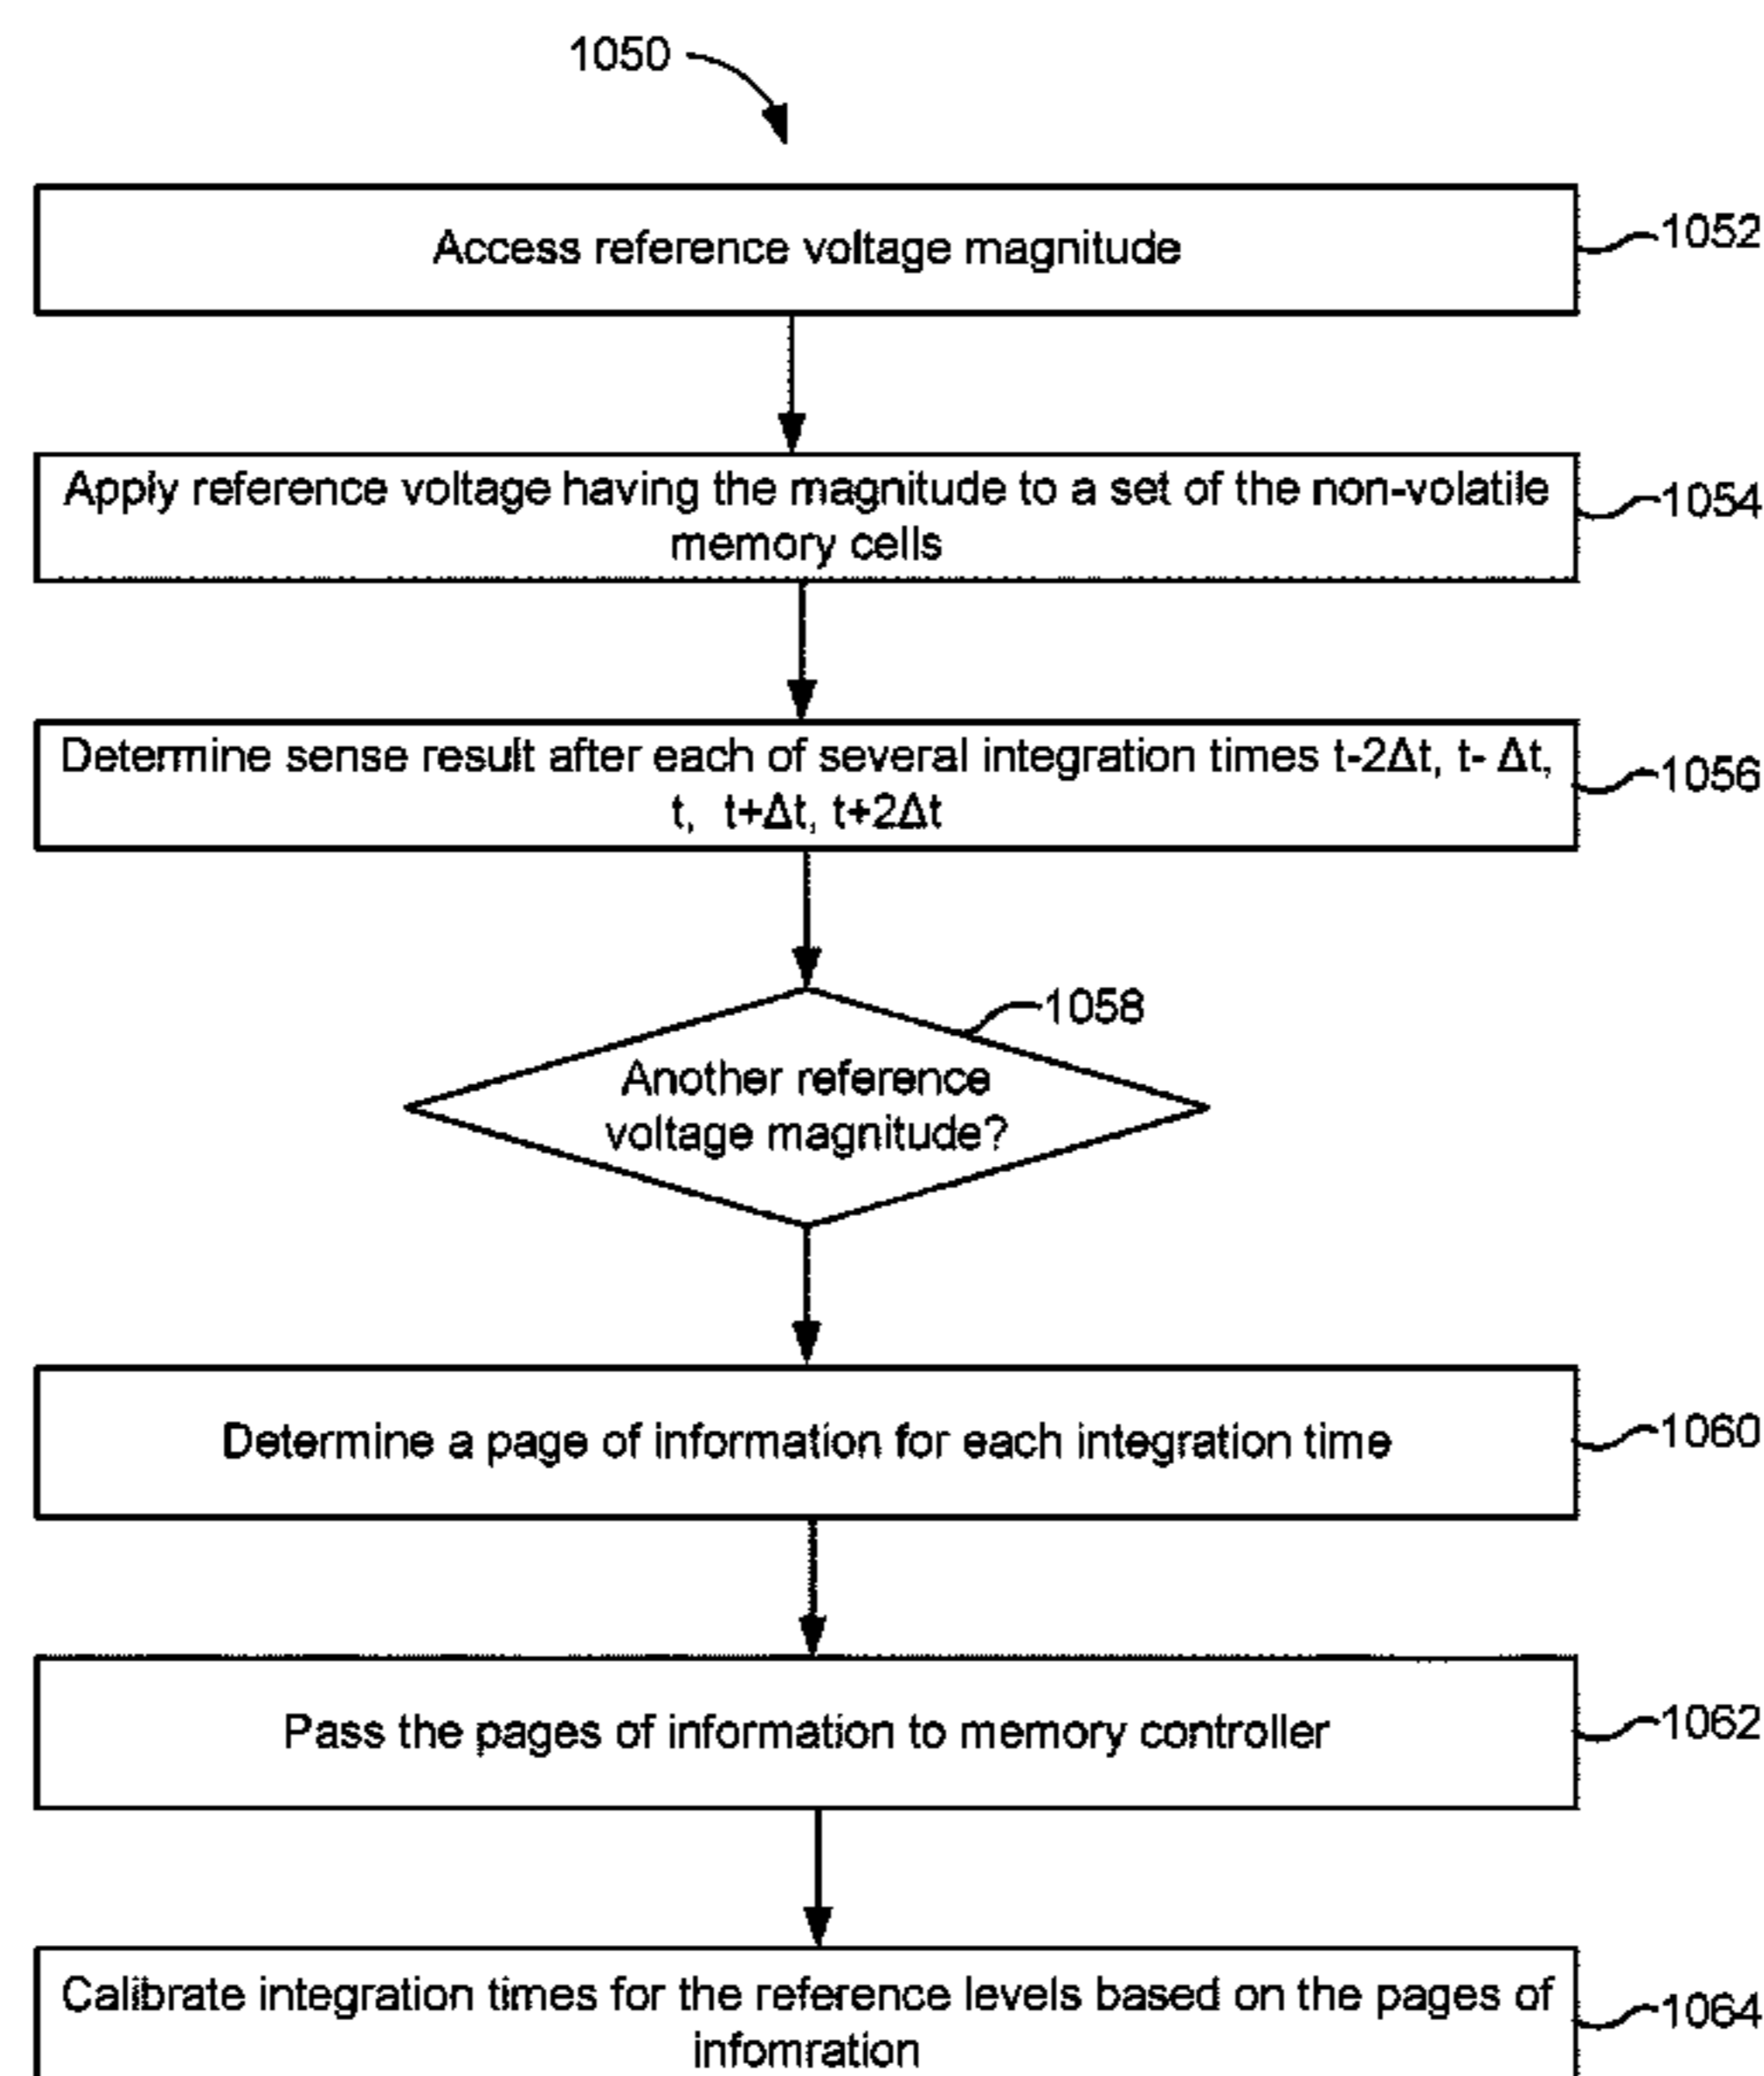 1050
Access reference voltage magnitude
1052
Apply reference voltage having the magnitude to a set of the non-volatile
memory cells
1054
Determine sense result after each of several integration times t-2Δt, t- Δt,
t, t+Δt, t+2Δt
1056
1058
Another reference
voltage magnitude?
Determine a page of information for each integration time
1060
Pass the pages of information to memory controller
1062
Calibrate integration times for the reference levels based on the pages of
infomration
1064